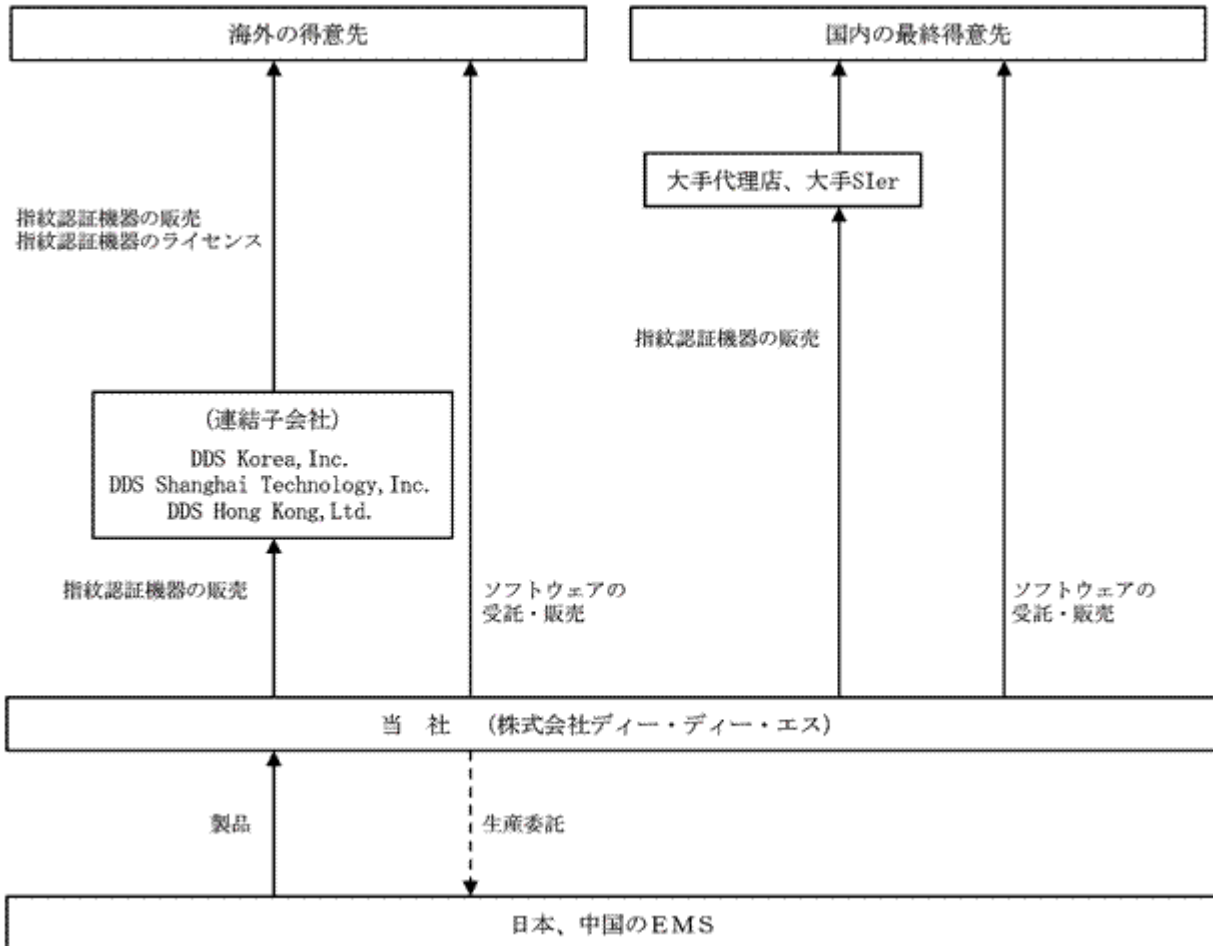 海外の得意先
国内の最終得意先
大手代理店、大手SIer
指紋認証機器の販売
指紋認証機器のライセンス
指紋認証機器の販売
(連結子会社)
DDS Korea,Inc.
DDS Shanghai Technology,Inc.
DDS Hong Kong,Ltd.
指紋認証機器の販売
ソフトウェアの
受託・販売
ソフトウェアの
受託・販売
当 社 (株式会社ディー・ディー・エス)
製品
生産委託
日本、中国のEMS